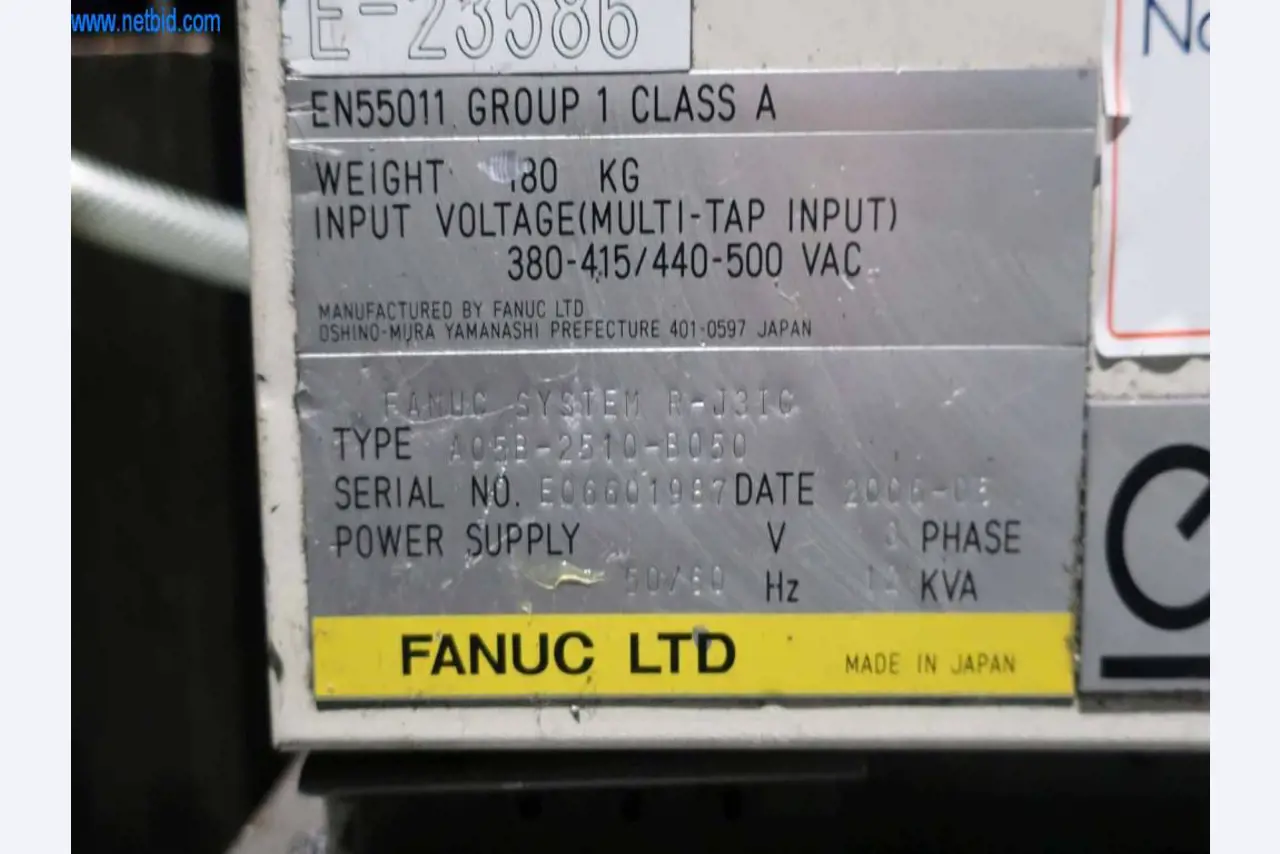 www.netbid.com
E-23586
EN55011 GROUP 1 CLASS A
WEIGHT 180 KG
INPUT VOLTAGE(MULTI-TAP INPUT)
380-415/440-500 VAC
MANUFACTURED BY FANUC LTD
OSHINO-MURA YAMANASHI PREFECTURE 401-0597 JAPAN
FANUC SYSTEM R-J3IC
TYPE A05B-2510-B050
SERIAL NO. E06601987 DATE
POWER SUPPLY V PHASE
50/60 Hz KVA
FANUC LTD MADE IN JAPAN